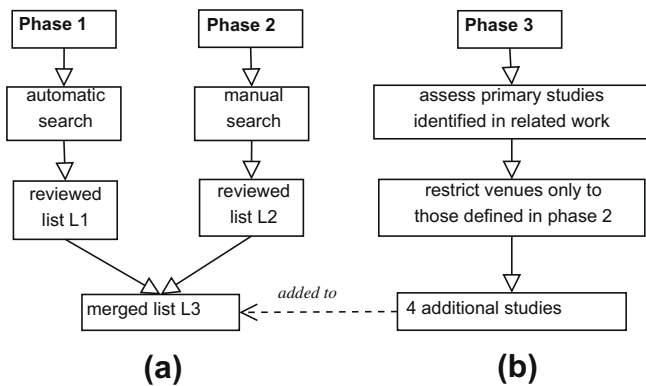 Phase 1
Phase 2
Phase 3
automatic
search
manual
search
assess primary studies
identified in related work
reviewed
list L1
reviewed
list L2
restrict venues only to
those defined in phase 2
merged list L3
added to
4 additional studies
(a)
(b)